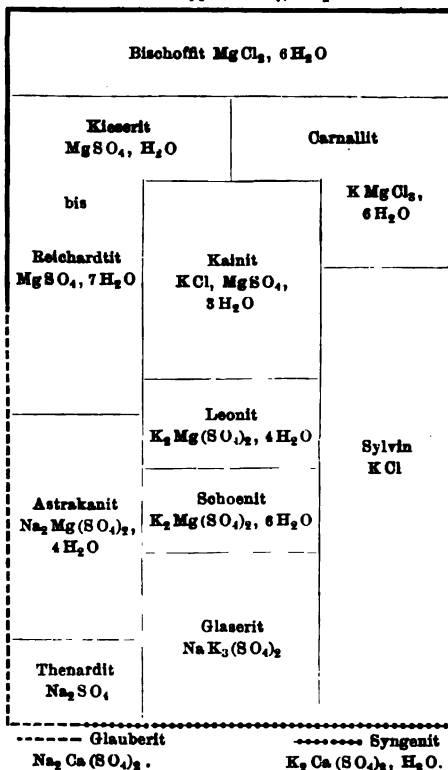 Bischoffit MgCl₂, 6H₂O
Kieserit
MgSO₄, H₂O
bis
Reichardtit
MgSO₄, 7H₂O
Carnallit
KMgCl₃,
6H₂O
Kainit
KCl, MgSO₄,
3H₂O
Leonit
K₂Mg(SO₄)₂, 4H₂O
Sylvin
KCl
Astrakanit
Na₂Mg(SO₄)₂,
4H₂O
Schoenit
K₂Mg(SO₄)₂, 6H₂O
Glaserit
NaK₃(SO₄)₂
Thenardit
Na₂SO₄
Glauberit
Na₂Ca(SO₄)₂.
Syngenit
K₂Ca(SO₄)₂, H₂O.